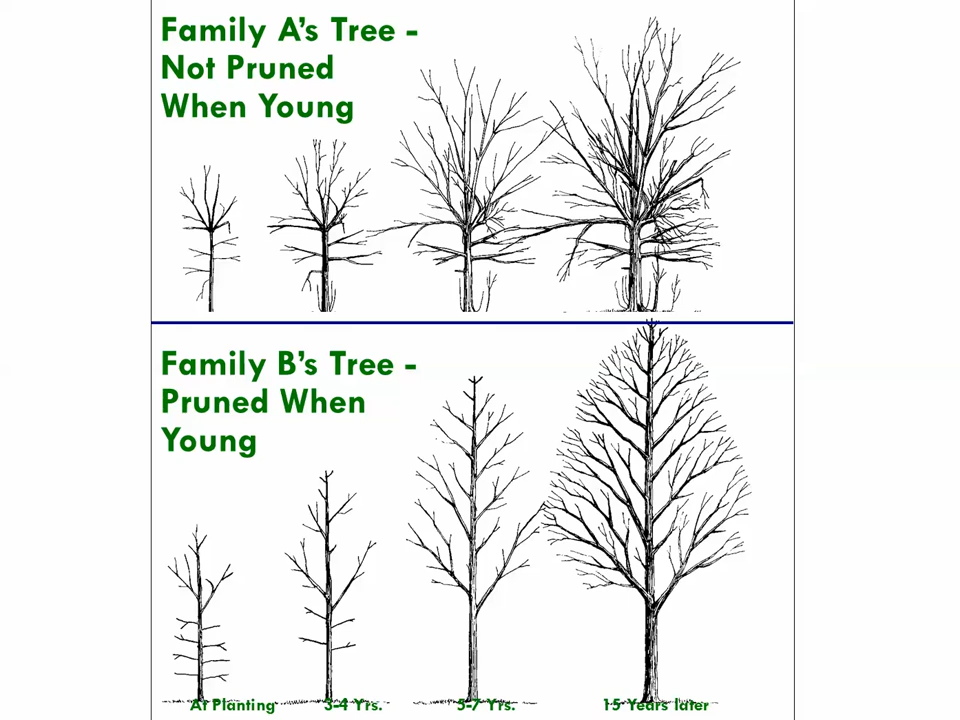 Family A's Tree -
Not Pruned
When Young
Family B's Tree -
Pruned When
Young
At Planting 3-4 Yrs. 5-7 Yrs. 15 Years later